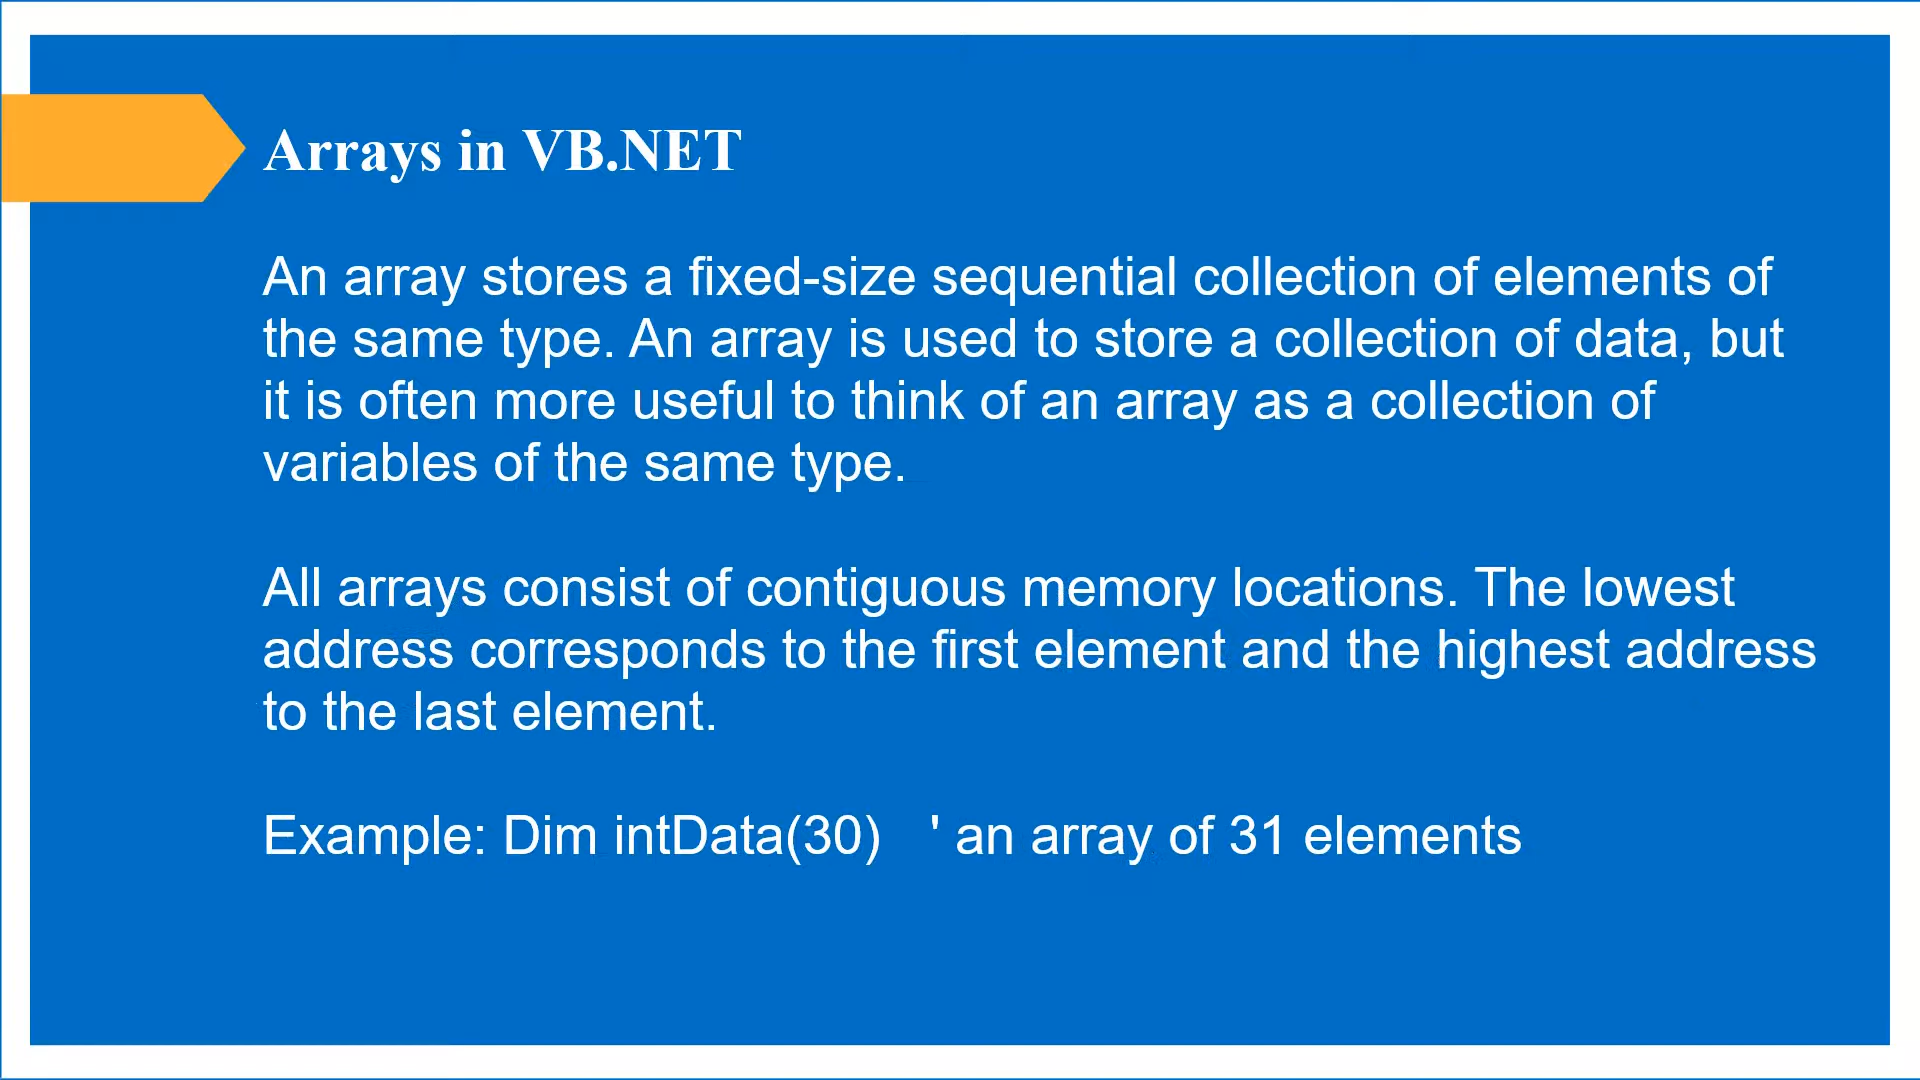 Arrays in VB.NET
An array stores a fixed-size sequential collection of elements of
the same type. An array is used to store a collection of data, but
it is often more useful to think of an array as a collection of
variables of the same type.
All arrays consist of contiguous memory locations. The lowest
address corresponds to the first element and the highest address
to the last element.
Example: Dim intData(30)   ' an array of 31 elements